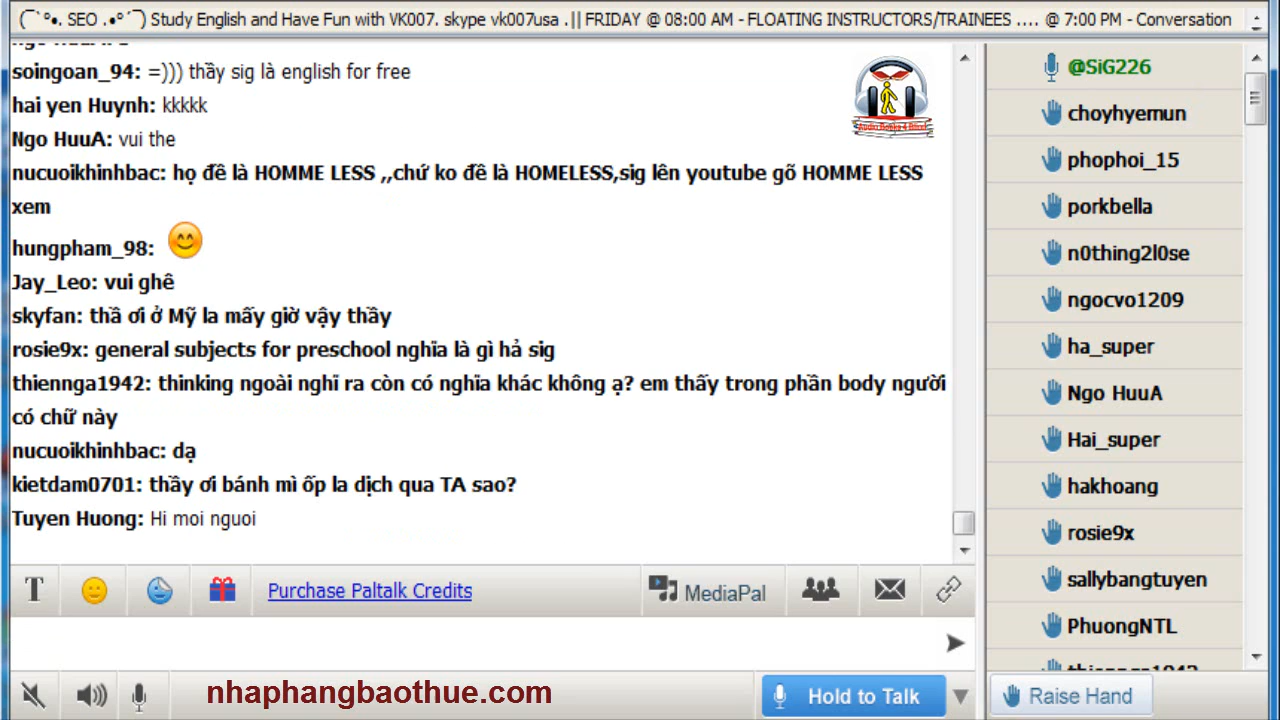 (¯`°•. SEO .•°´¯) Study English and Have Fun with VK007. skype vk007usa .|| FRIDAY @ 08:00 AM - FLOATING INSTRUCTORS/TRAINEES .... @ 7:00 PM - Conversation
soingoan_94: =))) thầy sig là english for free
hai yen Huynh: kkkkk
Ngo HuuA: vui the
nucuoikhinhbac: họ đề là HOMME LESS ,,chứ ko đề là HOMELESS,sig lên youtube gõ HOMME LESS
xem
hungpham_98:
Jay_Leo: vui ghê
skyfan: thầ ơi ở Mỹ la mấy giờ vậy thầy
rosie9x: general subjects for preschool nghĩa là gì hả sig
thiennga1942: thinking ngoài nghĩ ra còn có nghĩa khác không ạ? em thấy trong phần body người
có chữ này
nucuoikhinhbac: dạ
kietdam0701: thầy ơi bánh mì ốp la dịch qua TA sao?
Tuyen Huong: Hi moi nguoi
Audio Books 4 Blind
@SiG226
choyhyemun
phophoi_15
porkbella
n0thing2l0se
ngocvo1209
ha_super
Ngo HuuA
Hai_super
hakhoang
rosie9x
sallybangtuyen
PhuongNTL
thiennga1942
T
Purchase Paltalk Credits
MediaPal
nhaphangbaothue.com
Hold to Talk
Raise Hand